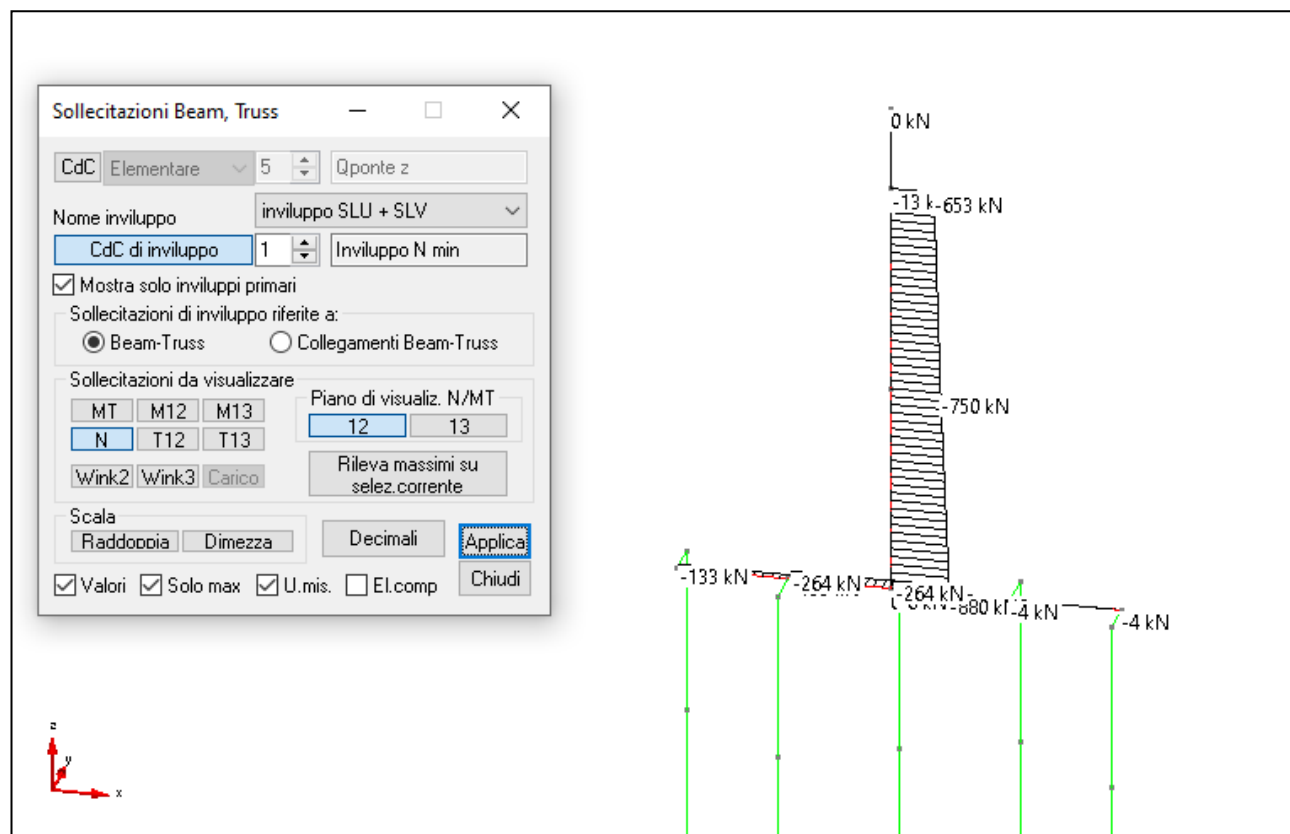 Sollecitazioni Beam, Truss
CdC Elementare 5 Qponte z
Nome inviluppo inviluppo SLU + SLV
CdC di inviluppo 1 Inviluppo N min
Mostra solo inviluppi primari
Sollecitazioni di inviluppo riferite a:
Beam-Truss Collegamenti Beam-Truss
Sollecitazioni da visualizzare
MT M12 M13
N T12 T13
Wink2 Wink3 Carico
Piano di visualiz. N/MT
12 13
Rileva massimi su
selez.corrente
Scala
Raddoppia Dimezza
Decimali Applica
Valori Solo max U.mis. El.comp Chiudi
0 kN
-13 k -653 kN
-750 kN
-133 kN -264 kN -264 kN -880 kN -4 kN -4 kN
z
y
x